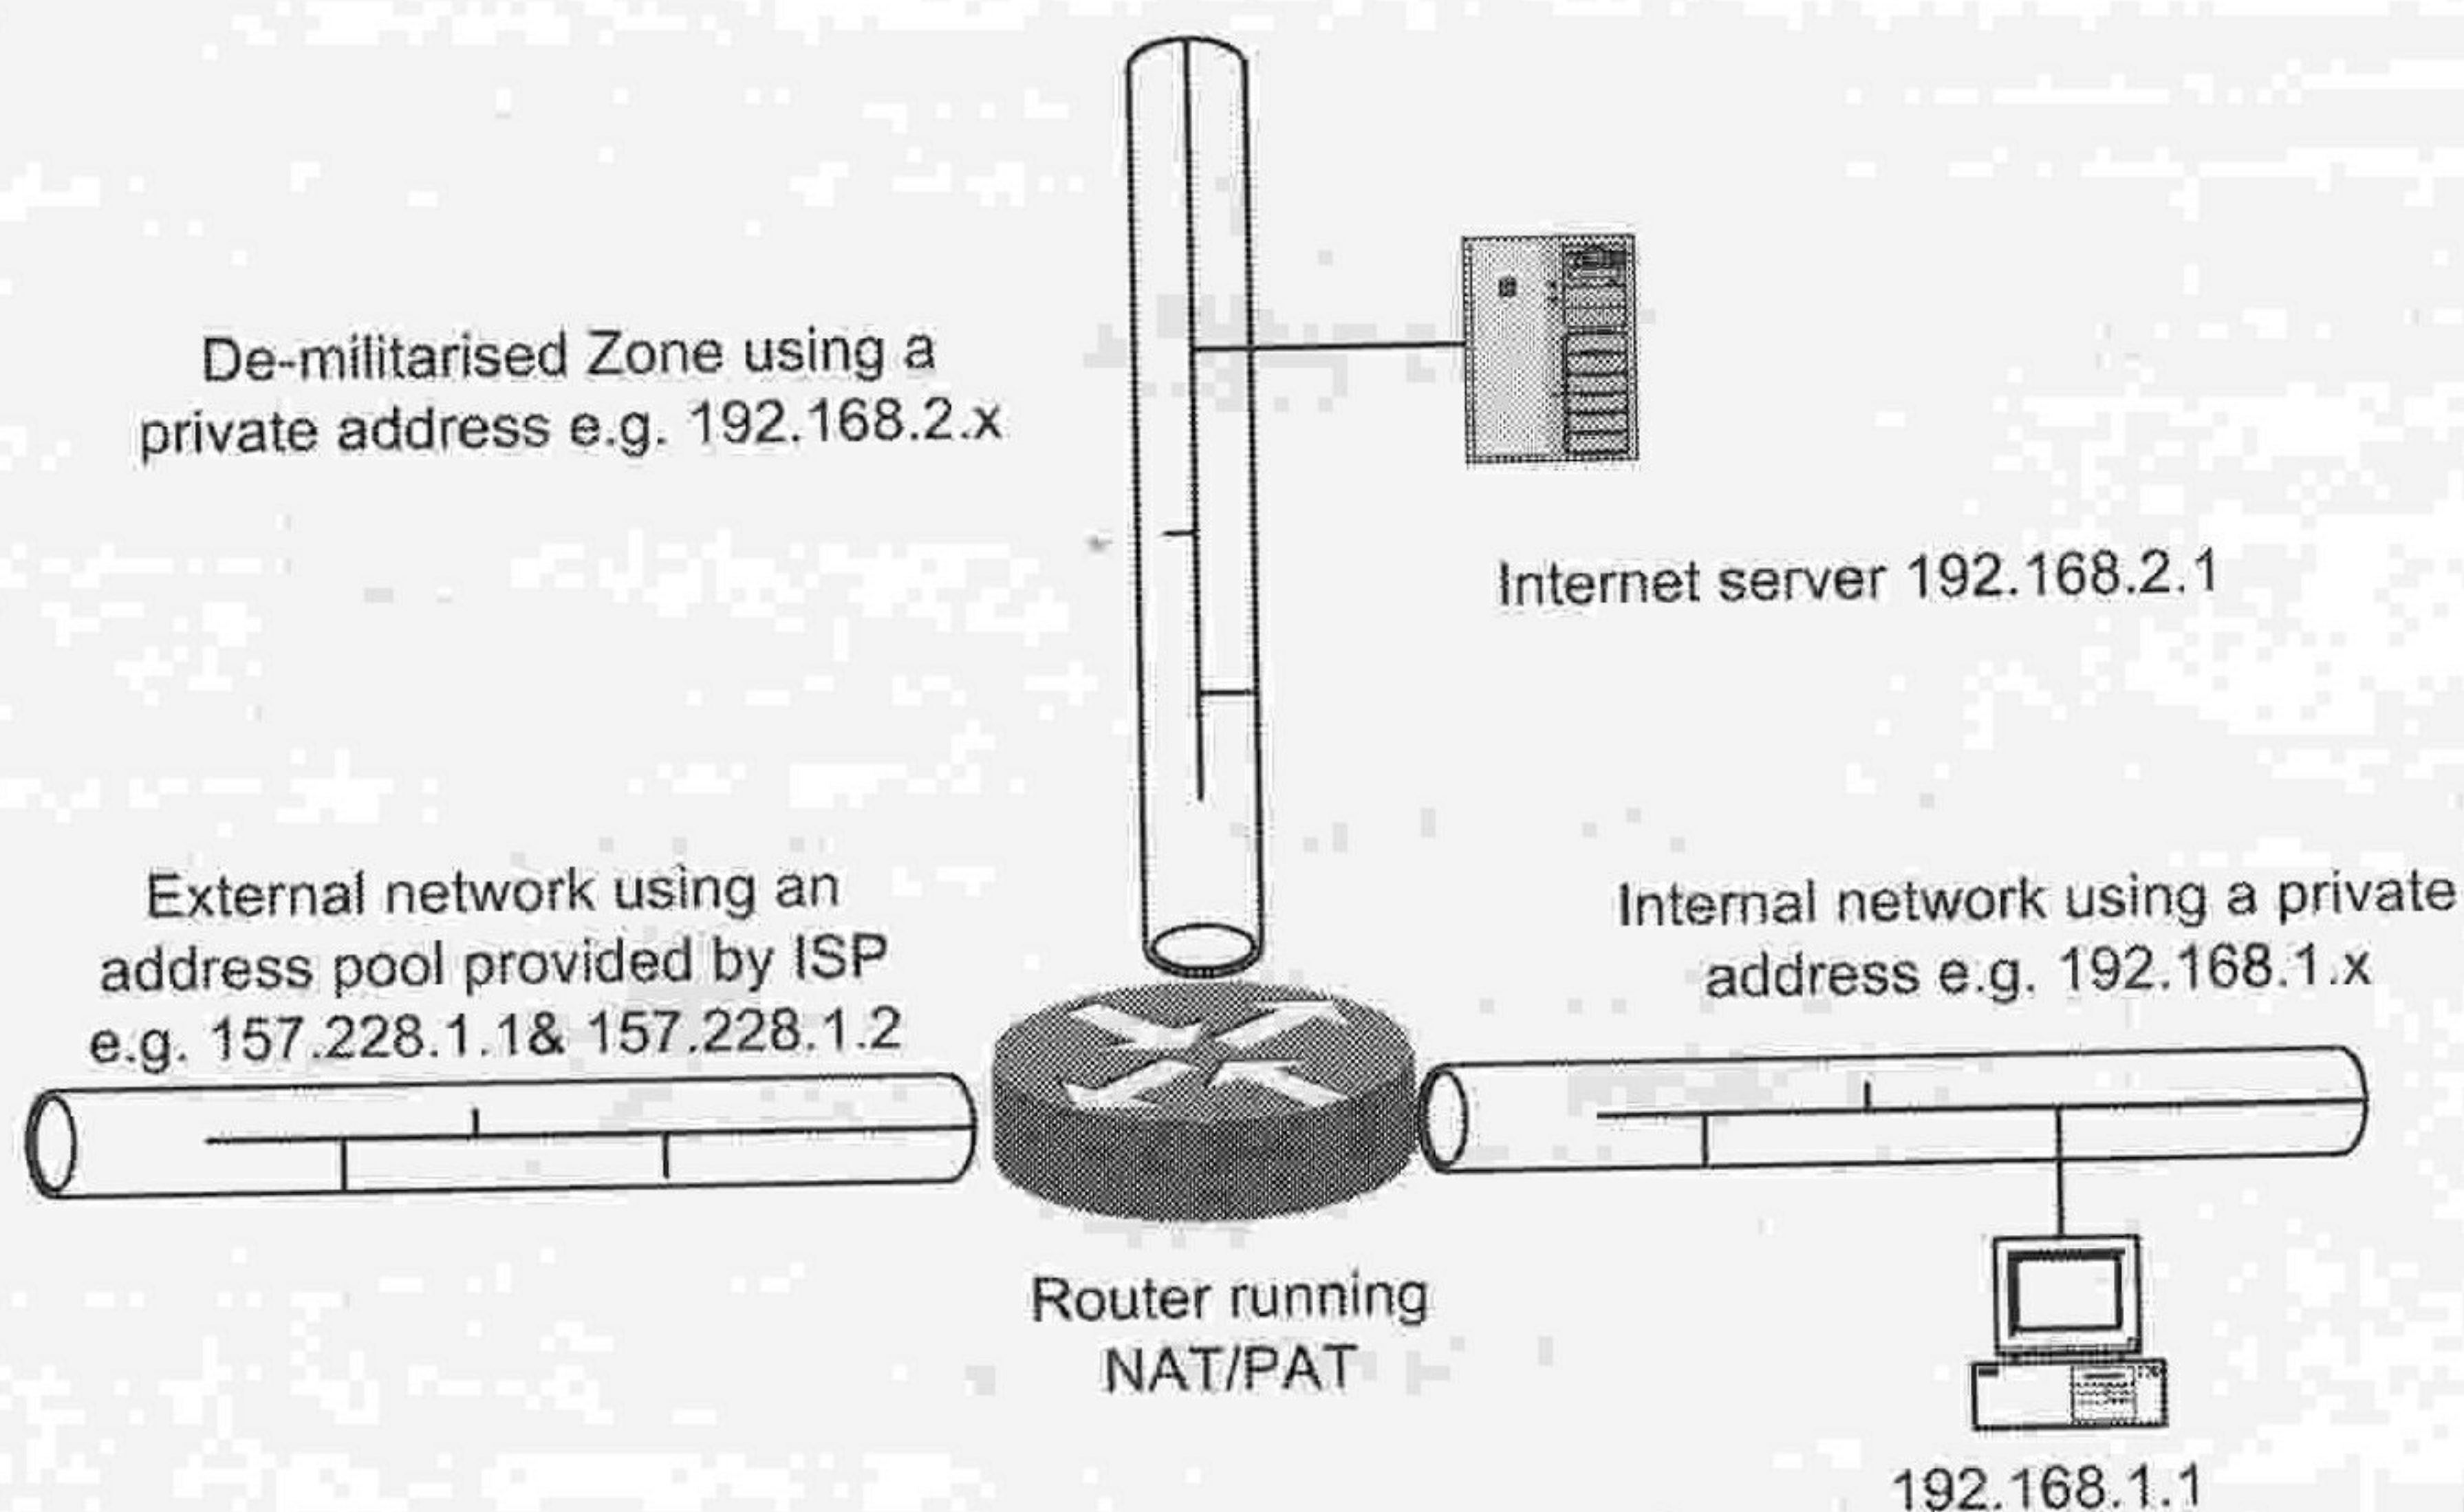 De-militarised Zone using a
private address e.g. 192.168.2.x
Internet server 192.168.2.1
External network using an
address pool provided by ISP
e.g. 157.228.1.1& 157.228.1.2
Internal network using a private
address e.g. 192.168.1.x
Router running
NAT/PAT
192.168.1.1